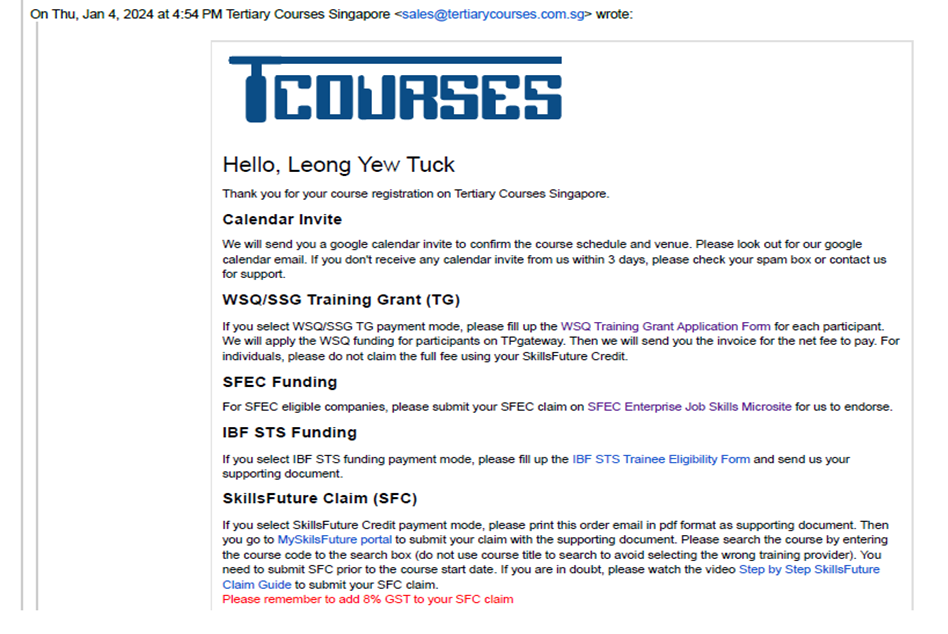 On Thu, Jan 4, 2024 at 4:54 PM Tertiary Courses Singapore <sales@tertiarycourses.com.sg> wrote:
TCOURSES
Hello, Leong Yew Tuck
Thank you for your course registration on Tertiary Courses Singapore.
Calendar Invite
We will send you a google calendar invite to confirm the course schedule and venue. Please look out for our google
calendar email. If you don't receive any calendar invite from us within 3 days, please check your spam box or contact us
for support.
WSQ/SSG Training Grant (TG)
If you select WSQ/SSG TG payment mode, please fill up the WSQ Training Grant Application Form for each participant.
We will apply the WSQ funding for participants on TPgateway. Then we will send you the invoice for the net fee to pay. For
individuals, please do not claim the full fee using your SkillsFuture Credit.
SFEC Funding
For SFEC eligible companies, please submit your SFEC claim on SFEC Enterprise Job Skills Microsite for us to endorse.
IBF STS Funding
If you select IBF STS funding payment mode, please fill up the IBF STS Trainee Eligibility Form and send us your
supporting document.
SkillsFuture Claim (SFC)
If you select SkillsFuture Credit payment mode, please print this order email in pdf format as supporting document. Then
you go to MySkilsFuture portal to submit your claim with the supporting document. Please search the course by entering
the course code to the search box (do not use course title to search to avoid selecting the wrong training provider). You
need to submit SFC prior to the course start date. If you are in doubt, please watch the video Step by Step SkillsFuture
Claim Guide to submit your SFC claim.
Please remember to add 8% GST to your SFC claim